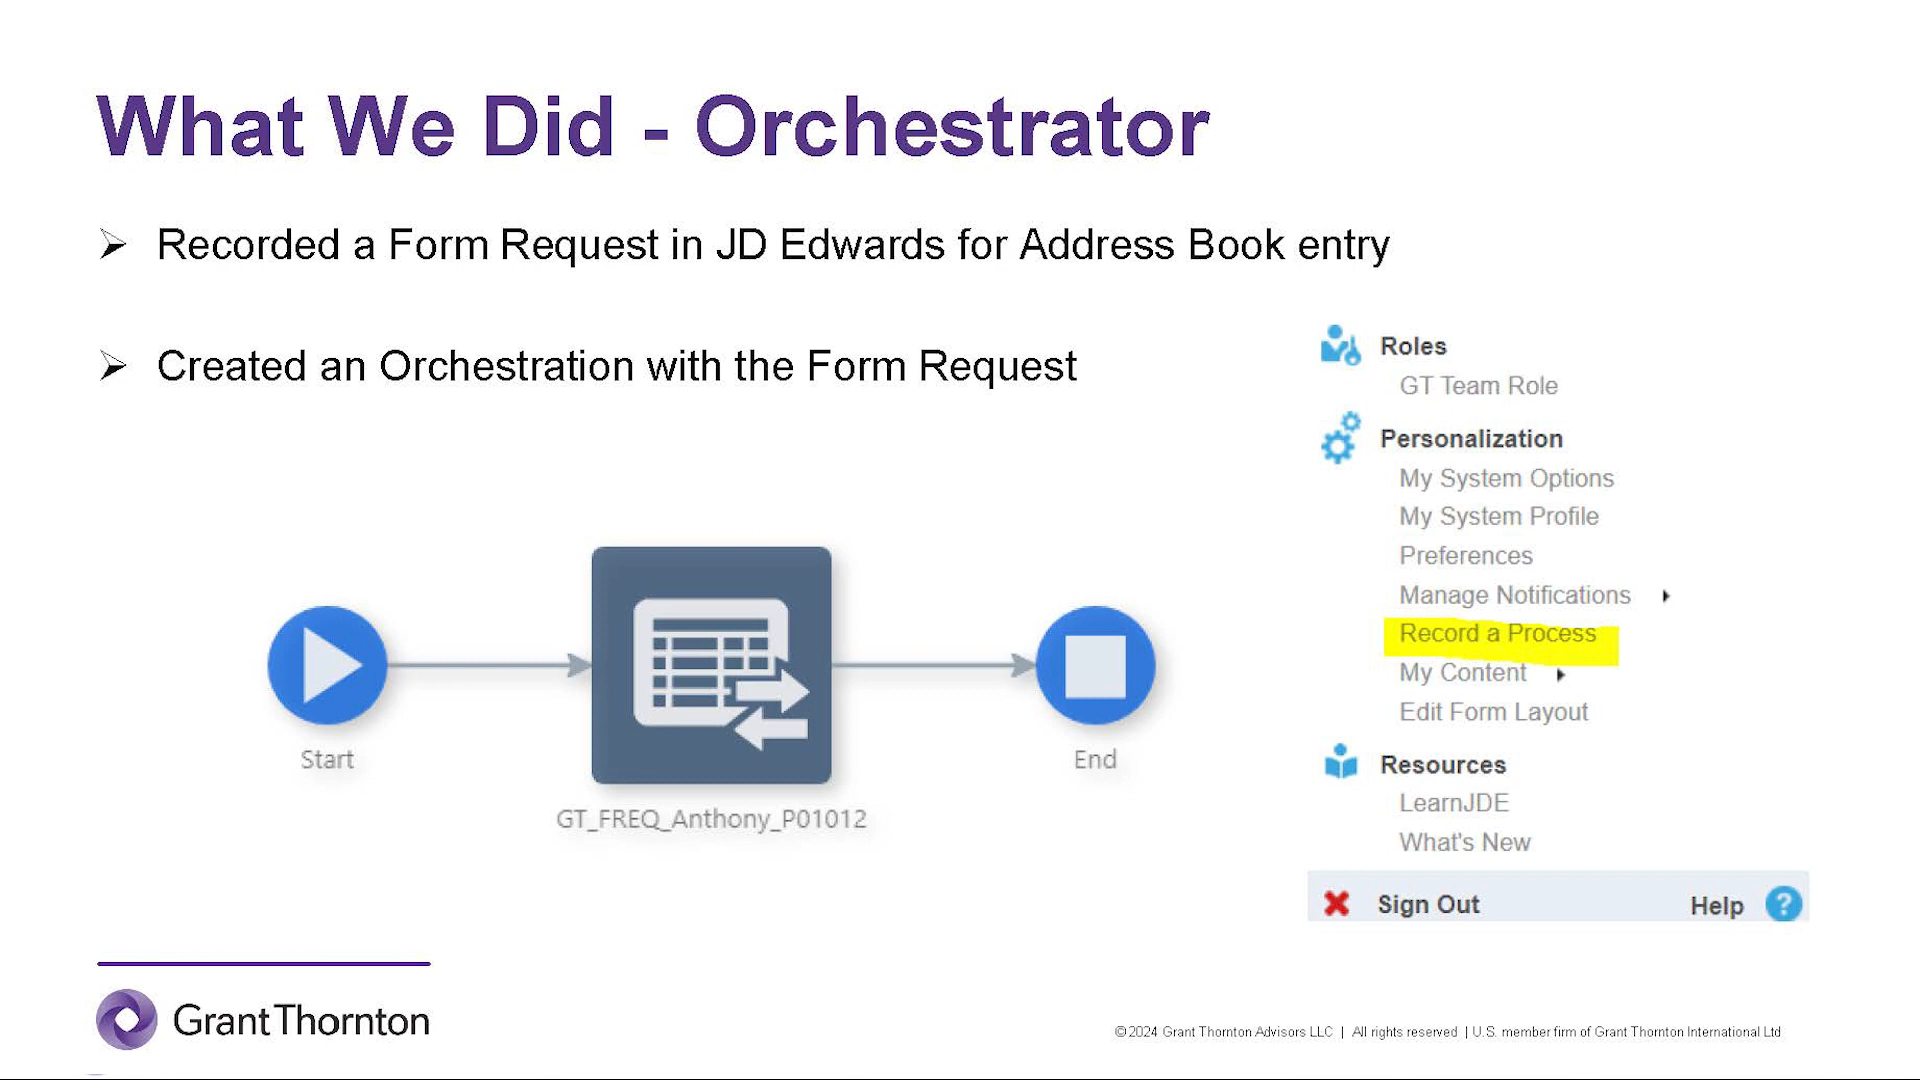 What We Did - Orchestrator
Recorded a Form Request in JD Edwards for Address Book entry
Created an Orchestration with the Form Request
Start
GT_FREQ_Anthony_P01012
End
Roles
GT Team Role
Personalization
My System Options
My System Profile
Preferences
Manage Notifications
Record a Process
My Content
Edit Form Layout
Resources
LearnJDE
What's New
Sign Out
Help
?
Grant Thornton
©2024 Grant Thornton Advisors LLC | All rights reserved | U.S. member firm of Grant Thornton International Ltd